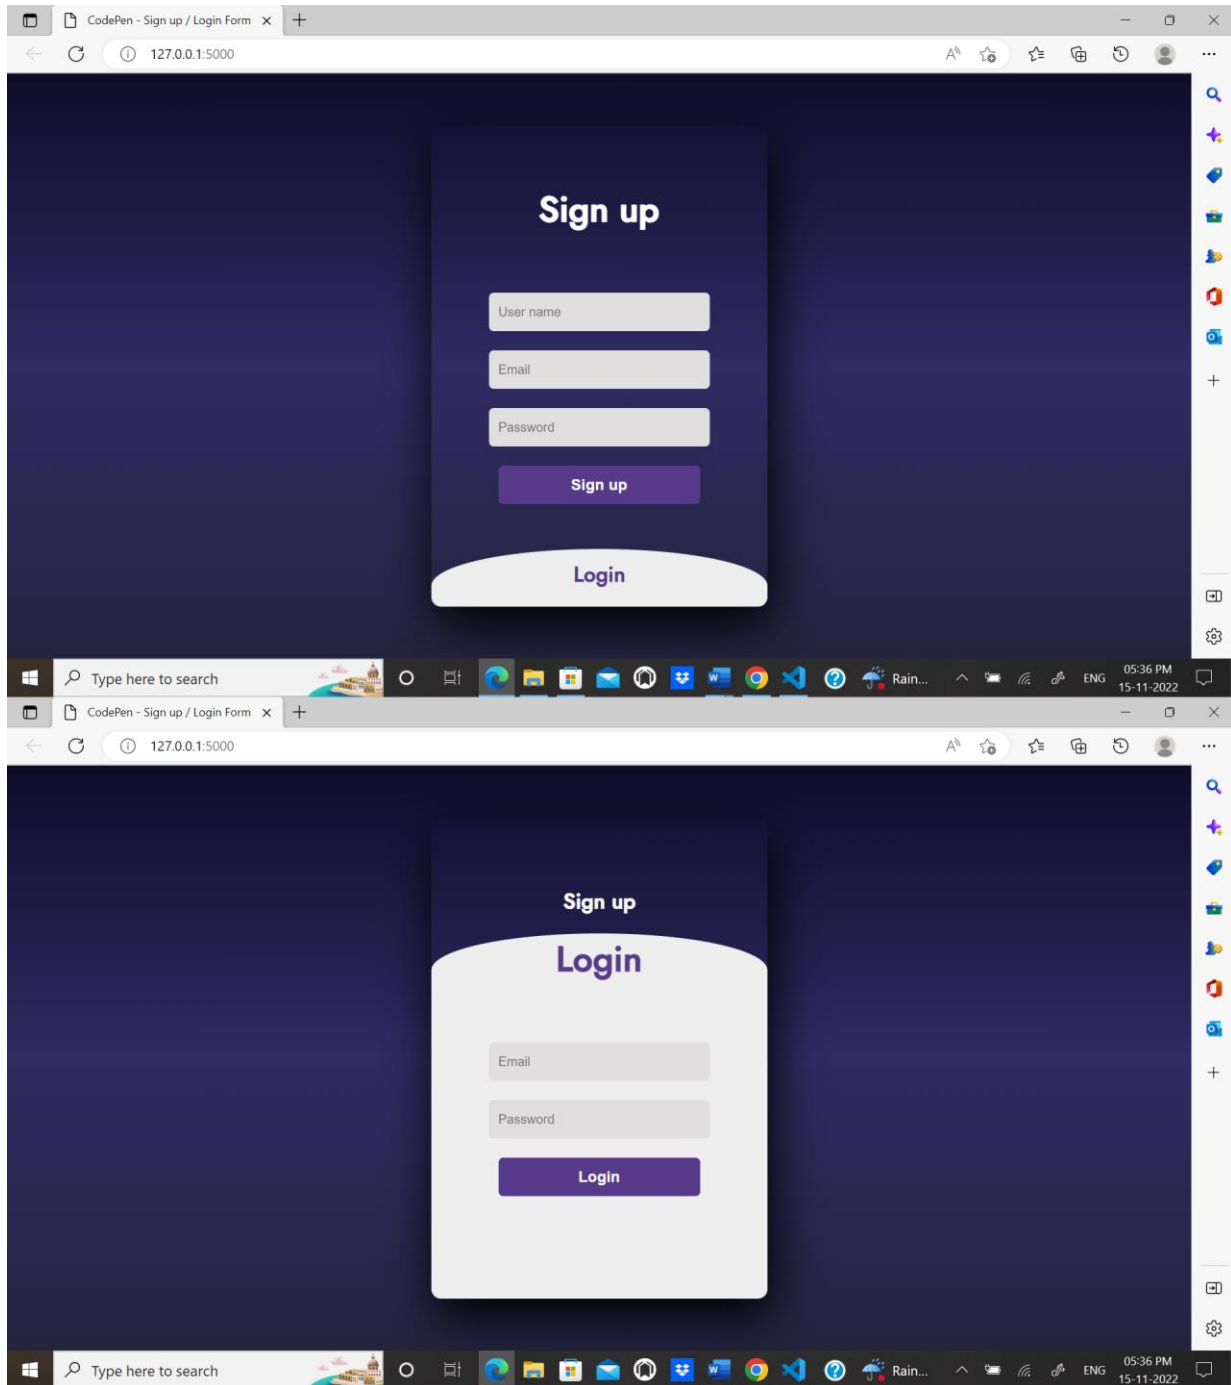 CodePen - Sign up / Login Form
127.0.0.1:5000
Sign up
User name
Email
Password
Sign up
Login
Type here to search
Rain...
ENG
05:36 PM
15-11-2022
CodePen - Sign up / Login Form
127.0.0.1:5000
Sign up
Login
Email
Password
Login
Type here to search
Rain...
ENG
05:36 PM
15-11-2022